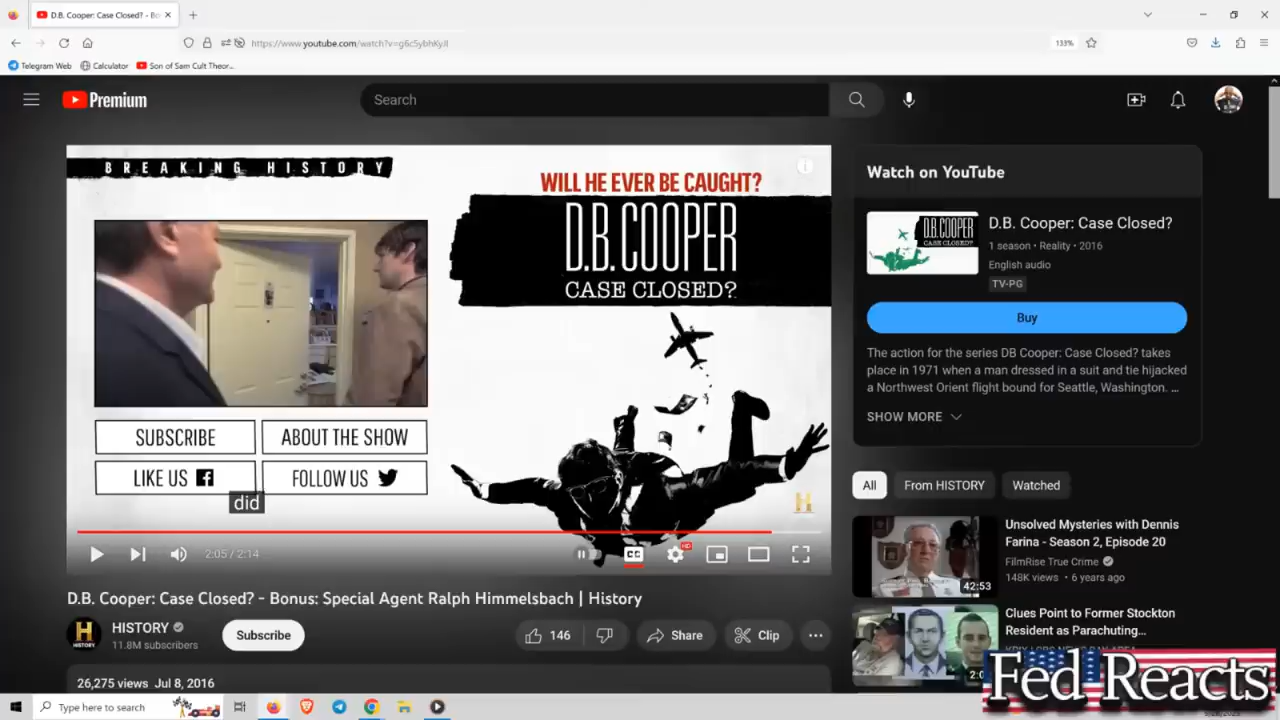 D.B. Cooper: Case Closed? - Bo
https://www.youtube.com/watch?v=g6c5ybhKyJI
133%
Telegram Web
Calculator
Son of Sam Cult Theor...
Premium
Search
BREAKING HISTORY
WILL HE EVER BE CAUGHT?
D.B. COOPER
CASE CLOSED?
SUBSCRIBE
ABOUT THE SHOW
LIKE US
FOLLOW US
did
H
2:05 / 2:14
CC
HD
D.B. Cooper: Case Closed? - Bonus: Special Agent Ralph Himmelsbach | History
H
HISTORY
HISTORY
11.8M subscribers
Subscribe
146
Share
Clip
26,275 views Jul 8, 2016
Watch on YouTube
D.B. COOPER
CASE CLOSED?
D.B. Cooper: Case Closed?
1 season • Reality • 2016
English audio
TV-PG
Buy
The action for the series DB Cooper: Case Closed? takes
place in 1971 when a man dressed in a suit and tie hijacked
a Northwest Orient flight bound for Seattle, Washington. ...
SHOW MORE
All
From HISTORY
Watched
42:53
Unsolved Mysteries with Dennis
Farina - Season 2, Episode 20
FilmRise True Crime
148K views • 6 years ago
Clues Point to Former Stockton
Resident as Parachuting...
Fed Reacts
Type here to search